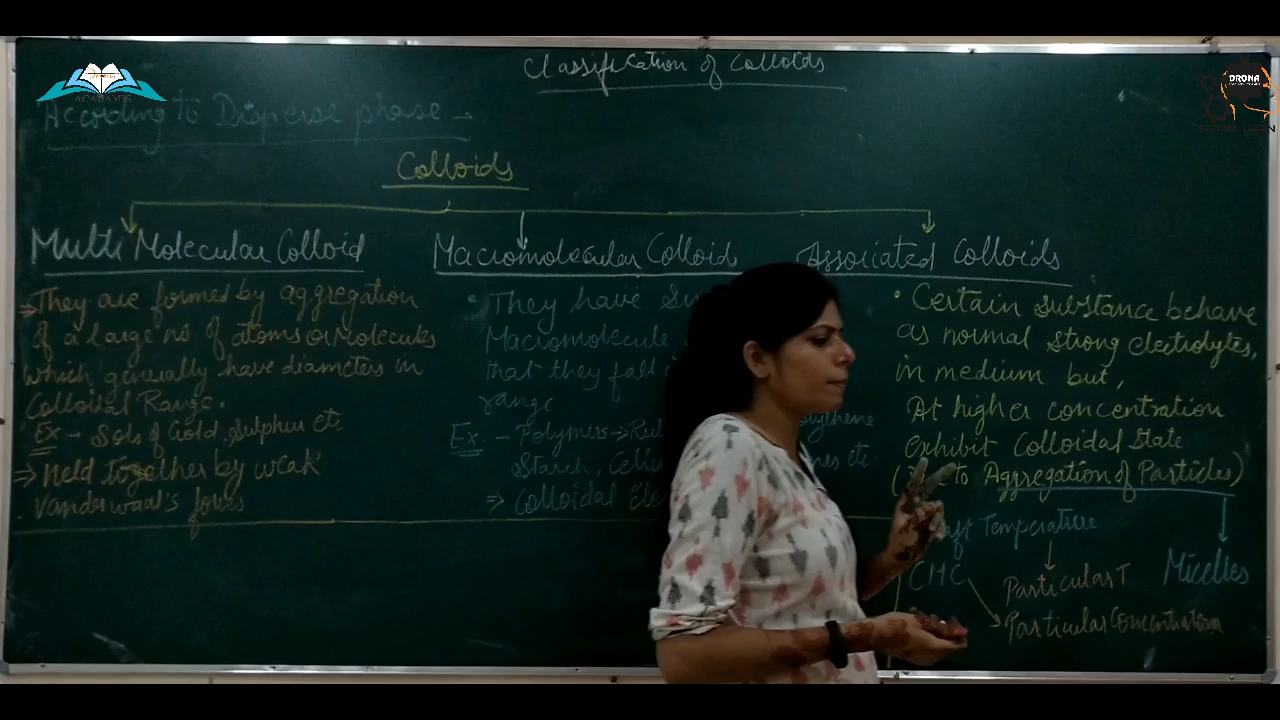 Classification of Colloids
According to Disperse phase →
Colloids
Multi Molecular Colloid
⇒ They are formed by aggregation
of a large no of atoms or Molecules
which generally have diameters in
Colloidal Range.
Ex → Sols of Gold, Sulphur etc
⇒ Held together by weak
Vanderwaal's forces
Macromolecular Colloid
• They have
Macromolecule
that they fall
range
Ex - Polymers →
Starch,
⇒ Colloidal
Associated Colloids
• Certain Substance behave
as normal strong electrolytes,
in medium but,
At higher concentration
exhibit Colloidal State
to Aggregation of Particles)
Temperature
Micelles
Particular T
CMC
Particular Concentration
ACADAMIE
DRONA